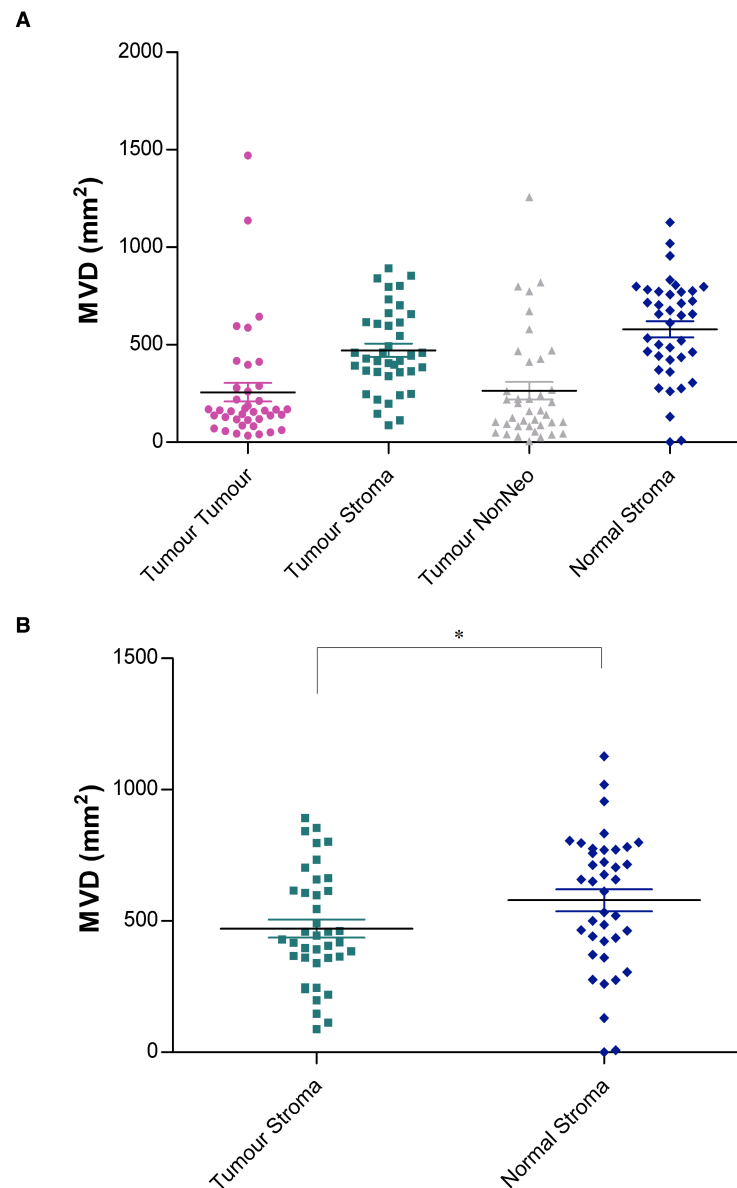 A
2000
1500
1000
500
0
MVD (mm²)
Tumour Tumour
Tumour Stroma
Tumour NonNeo
Normal Stroma
B
*
1500
1000
500
0
MVD (mm²)
Tumour Stroma
Normal Stroma